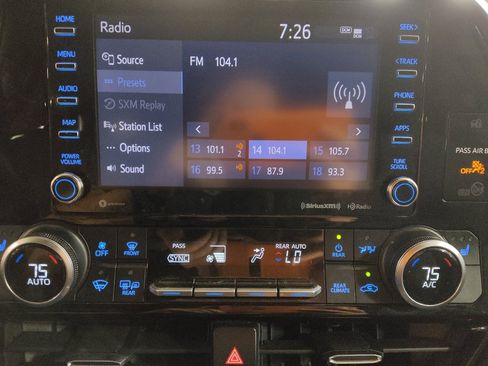 HOME
MENU
AUDIO
MAP
POWER
VOLUME
Radio
7:26
DCM
Source
Presets
SXM Replay
Station List
Options
Sound
FM 104.1
13 101.1 2
14 104.1
15 105.7
16 99.5
17 87.9
18 93.3
SEEK>
<TRACK
PHONE
APPS
TUNE
SCROLL
PASS AIR B
OFF 2
SiriusXM
HD Radio
75
AUTO
OFF
FRONT
REAR
PASS
SYNC
REAR AUTO
LO
REAR
REAR
CLIMATE
75
A/C